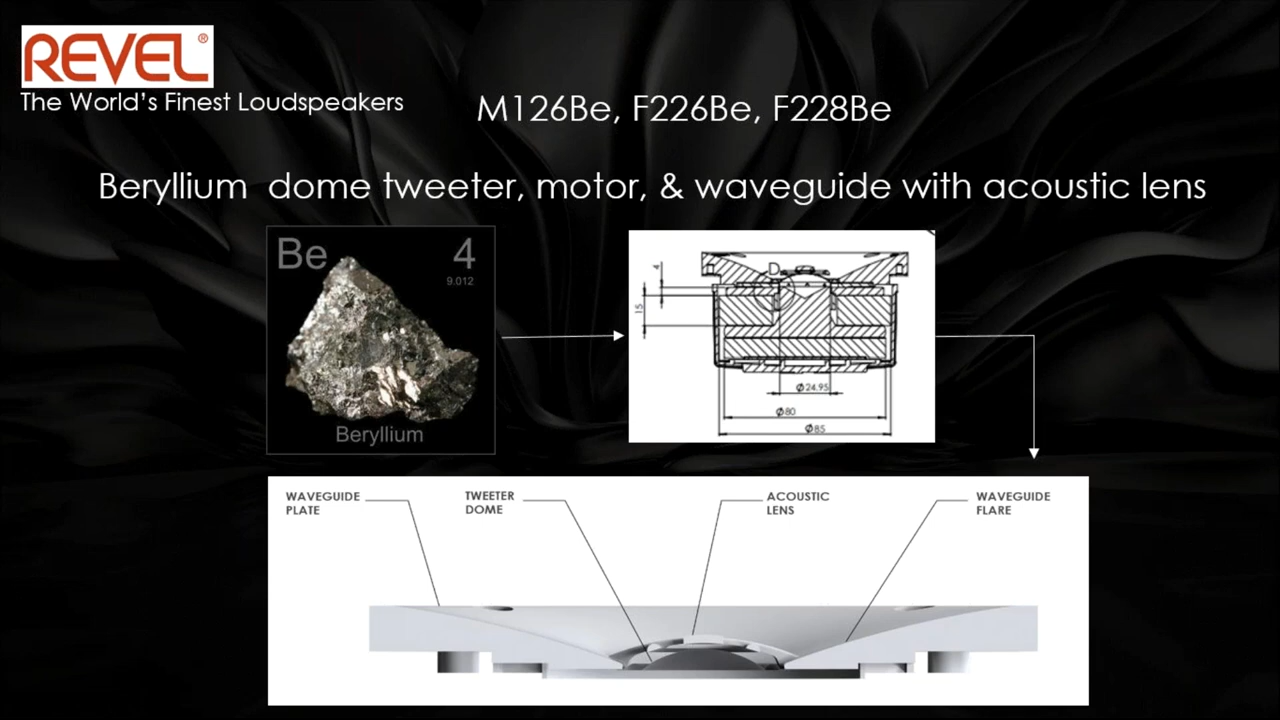 REVEL®
The World's Finest Loudspeakers
M126Be, F226Be, F228Be
Beryllium dome tweeter, motor, & waveguide with acoustic lens
Be 4
9.012
Beryllium
D
4
15
Ø24.95
Ø80
Ø85
WAVEGUIDE
PLATE
TWEETER
DOME
ACOUSTIC
LENS
WAVEGUIDE
FLARE